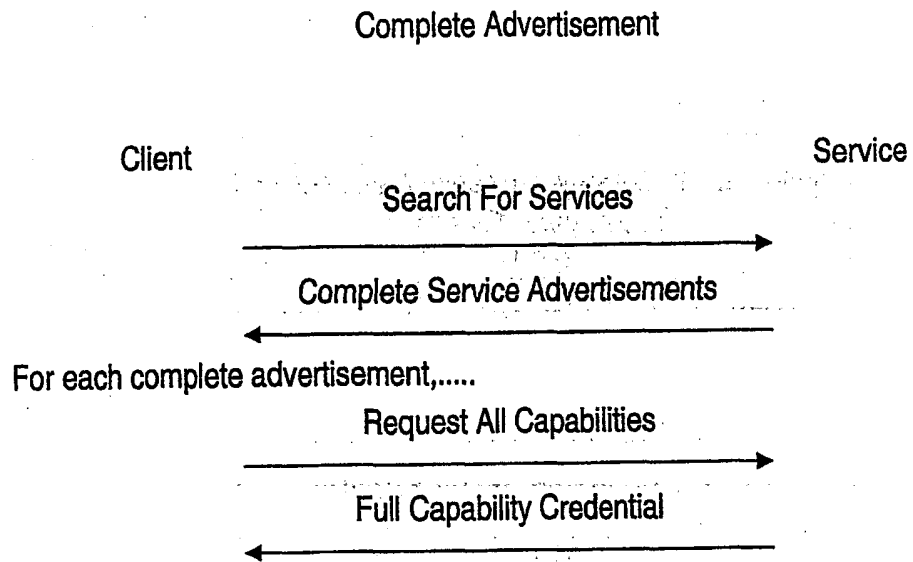 Complete Advertisement
Client
Service
Search For Services
Complete Service Advertisements
For each complete advertisement,.....
Request All Capabilities
Full Capability Credential